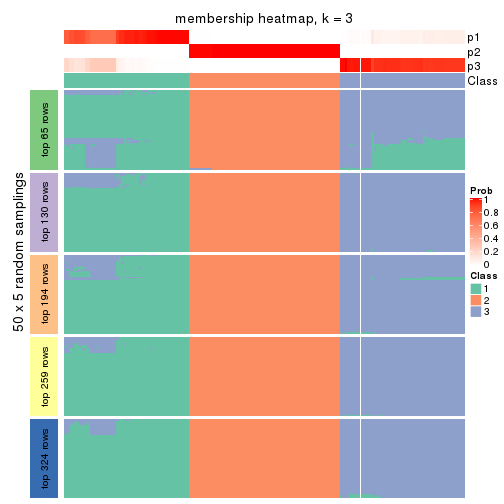 membership heatmap, k = 3
p1
p2
p3
Class
50 x 5 random samplings
top 65 rows
top 130 rows
top 194 rows
top 259 rows
top 324 rows
Prob
1
0.8
0.6
0.4
0.2
0
Class
1
2
3